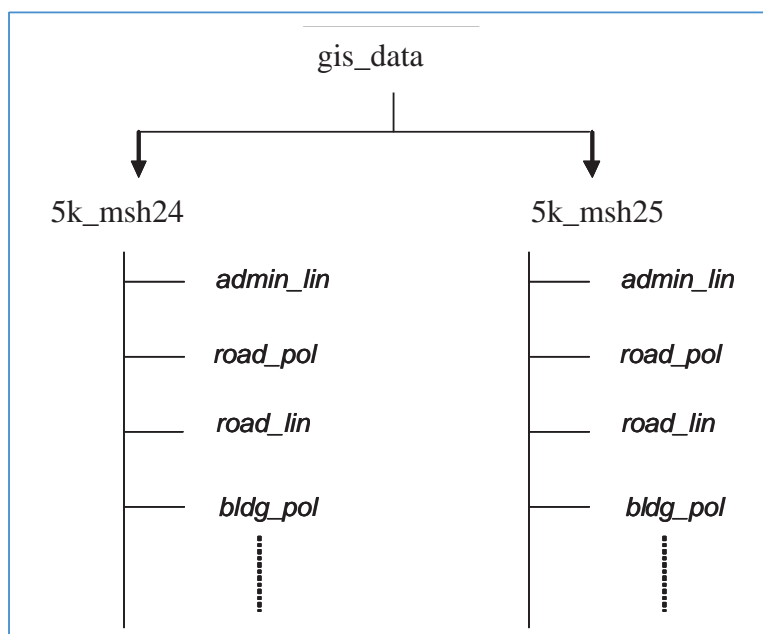 gis_data
5k_msh24
5k_msh25
admin_lin
admin_lin
road_pol
road_pol
road_lin
road_lin
bldg_pol
bldg_pol